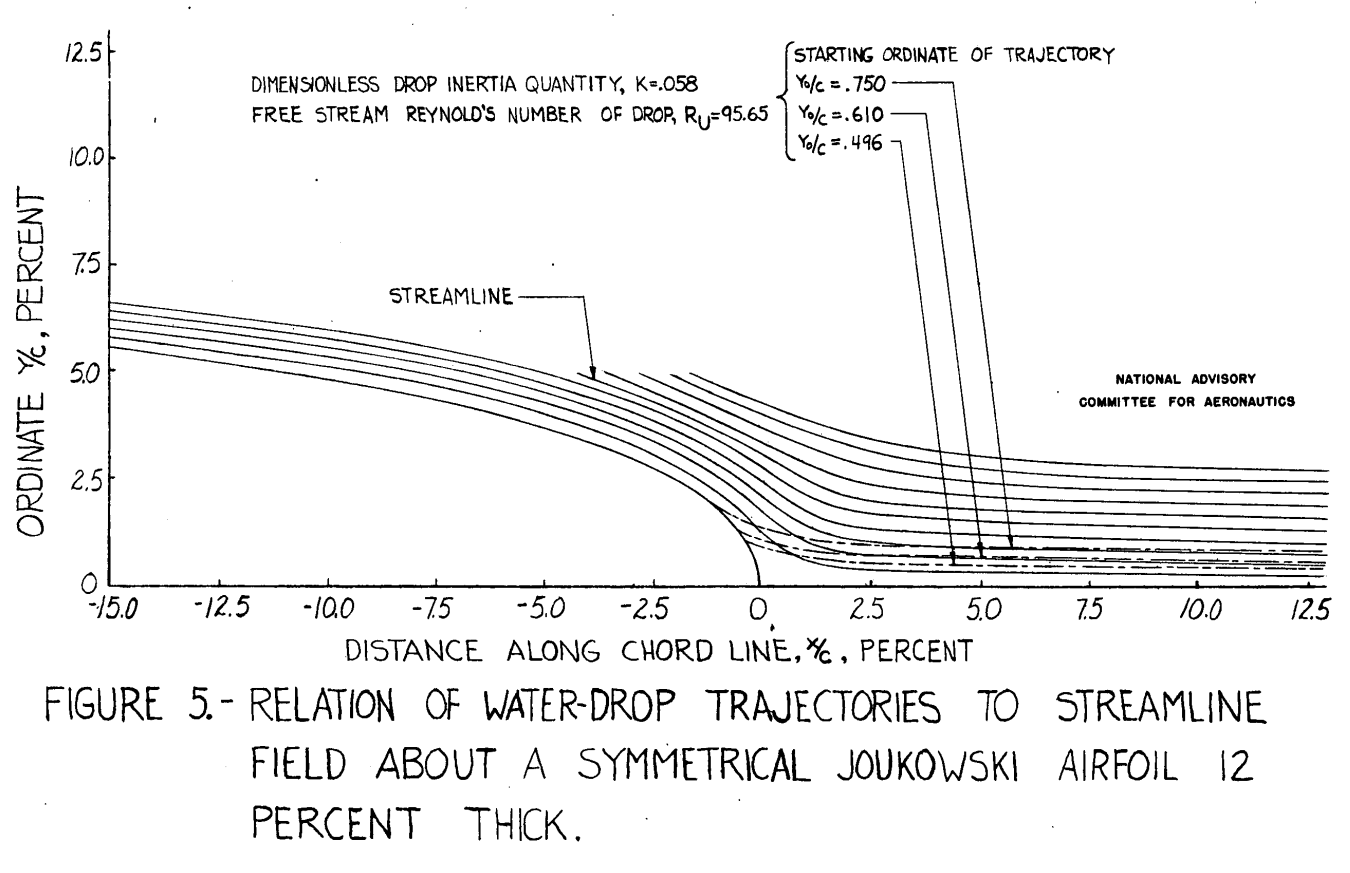 12.5
STARTING ORDINATE OF TRAJECTORY
DIMENSIONLESS DROP INERTIA QUANTITY, K=.058
Y₀/c = .750
FREE STREAM REYNOLD'S NUMBER OF DROP, R_U=95.65
Y₀/c = .610
Y₀/c = .496
10.0
7.5
STREAMLINE
5.0
NATIONAL ADVISORY
COMMITTEE FOR AERONAUTICS
2.5
0
ORDINATE Y/c, PERCENT
-15.0 -12.5 -10.0 -7.5 -5.0 -2.5 0 2.5 5.0 7.5 10.0 12.5
DISTANCE ALONG CHORD LINE, X/c, PERCENT
FIGURE 5.- RELATION OF WATER-DROP TRAJECTORIES TO STREAMLINE
FIELD ABOUT A SYMMETRICAL JOUKOWSKI AIRFOIL 12
PERCENT THICK.